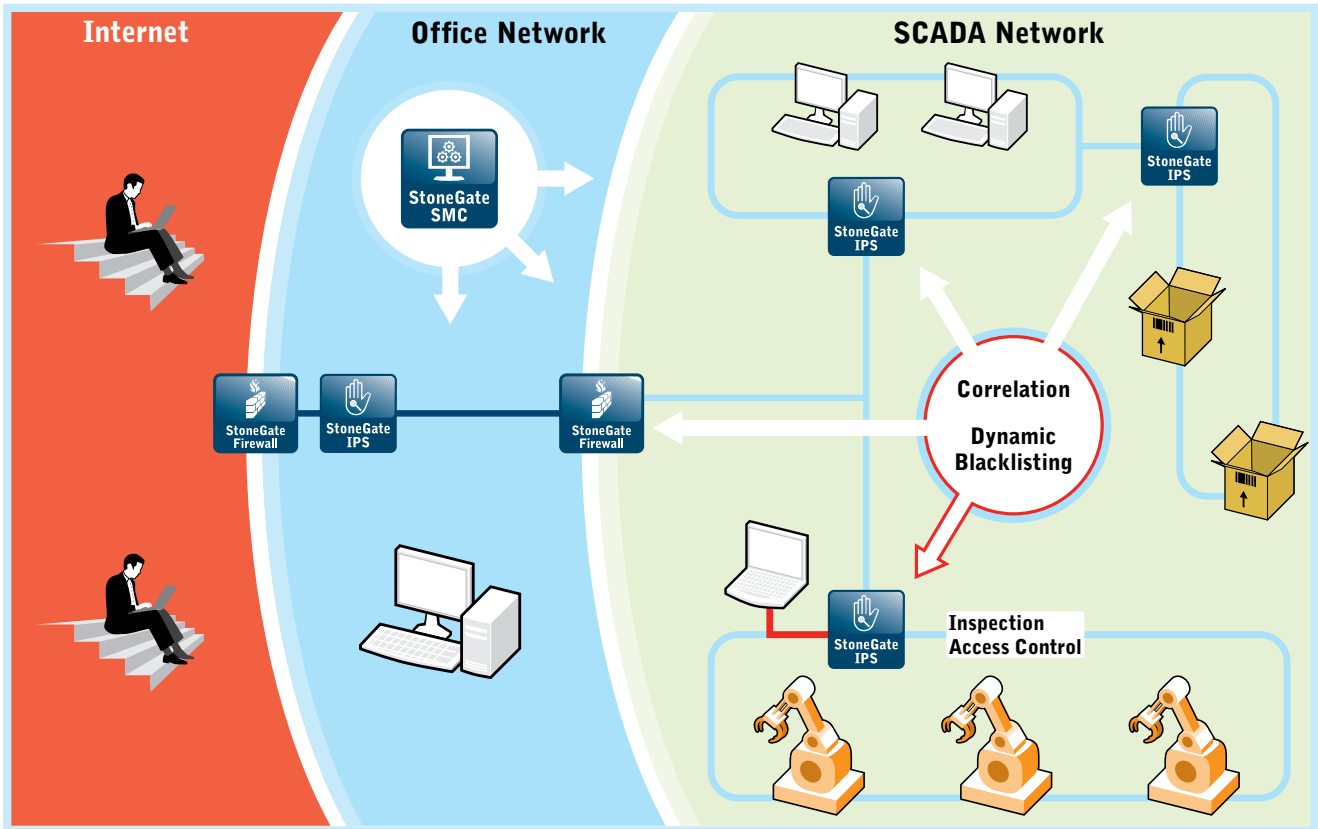 Internet
Office Network
SCADA Network
StoneGate
SMC
StoneGate
IPS
StoneGate
IPS
StoneGate
Firewall
StoneGate
IPS
StoneGate
Firewall
Correlation
Dynamic
Blacklisting
StoneGate
IPS
Inspection
Access Control